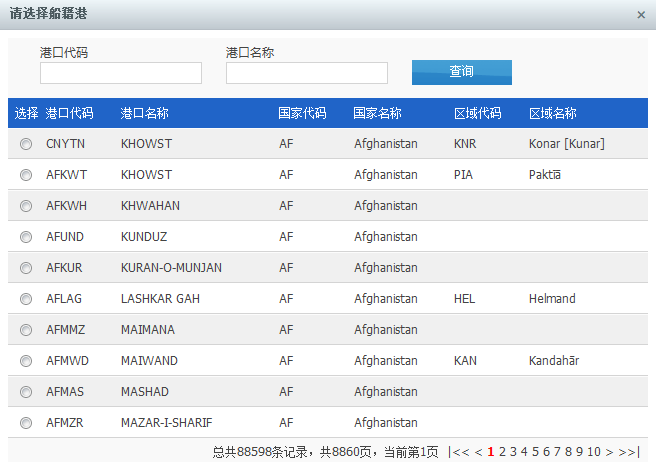 请选择船籍港 ×
港口代码 港口名称
查询
选择 港口代码 港口名称 国家代码 国家名称 区域代码 区域名称
CNYTN KHOWST AF Afghanistan KNR Konar [Kunar]
AFKWT KHOWST AF Afghanistan PIA Paktīā
AFKWH KHWAHAN AF Afghanistan
AFUND KUNDUZ AF Afghanistan
AFKUR KURAN-O-MUNJAN AF Afghanistan
AFLAG LASHKAR GAH AF Afghanistan HEL Helmand
AFMMZ MAIMANA AF Afghanistan
AFMWD MAIWAND AF Afghanistan KAN Kandahār
AFMAS MASHAD AF Afghanistan
AFMZR MAZAR-I-SHARIF AF Afghanistan
总共88598条记录，共8860页，当前第1页 |<< < 1 2 3 4 5 6 7 8 9 10 > >>|